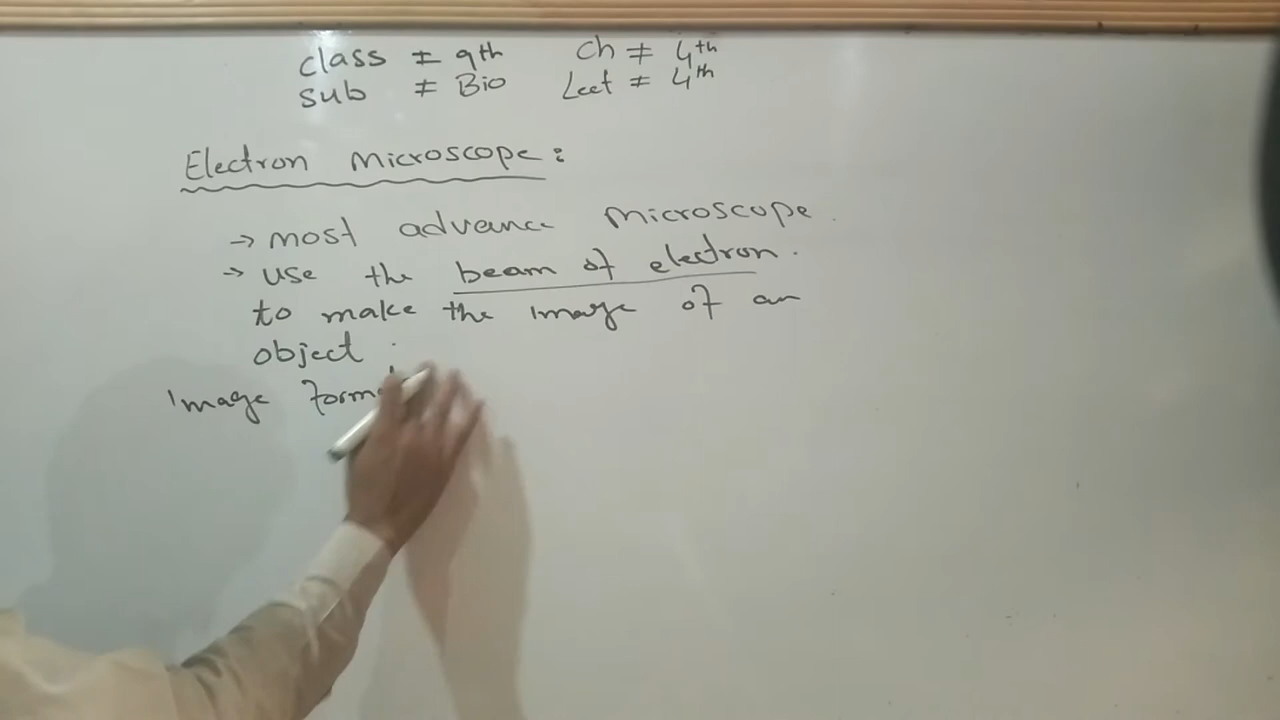 class ≠ 9th Ch ≠ 4th
sub ≠ Bio Lect ≠ 4th
Electron Microscope:
→ most advance Microscope.
→ use the beam of electron.
to make the image of an
object.
Image